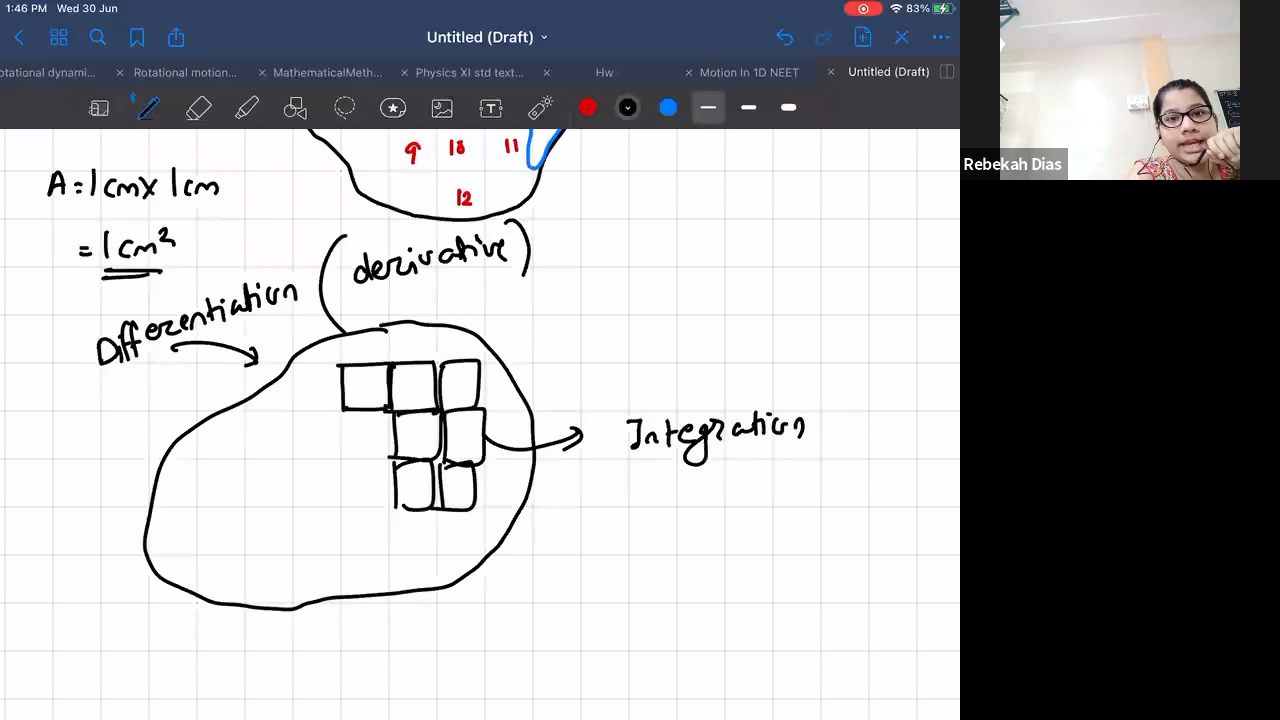 1:46 PM Wed 30 Jun
83%
Untitled (Draft)
otational dynami...
Rotational motion...
MathematicalMeth...
Physics XI std text...
Hw
Motion In 1D NEET
Untitled (Draft)
Rebekah Dias
9 10 11
12
A = 1cm x 1cm
= 1cm²
(derivative)
Differentiation
Integration